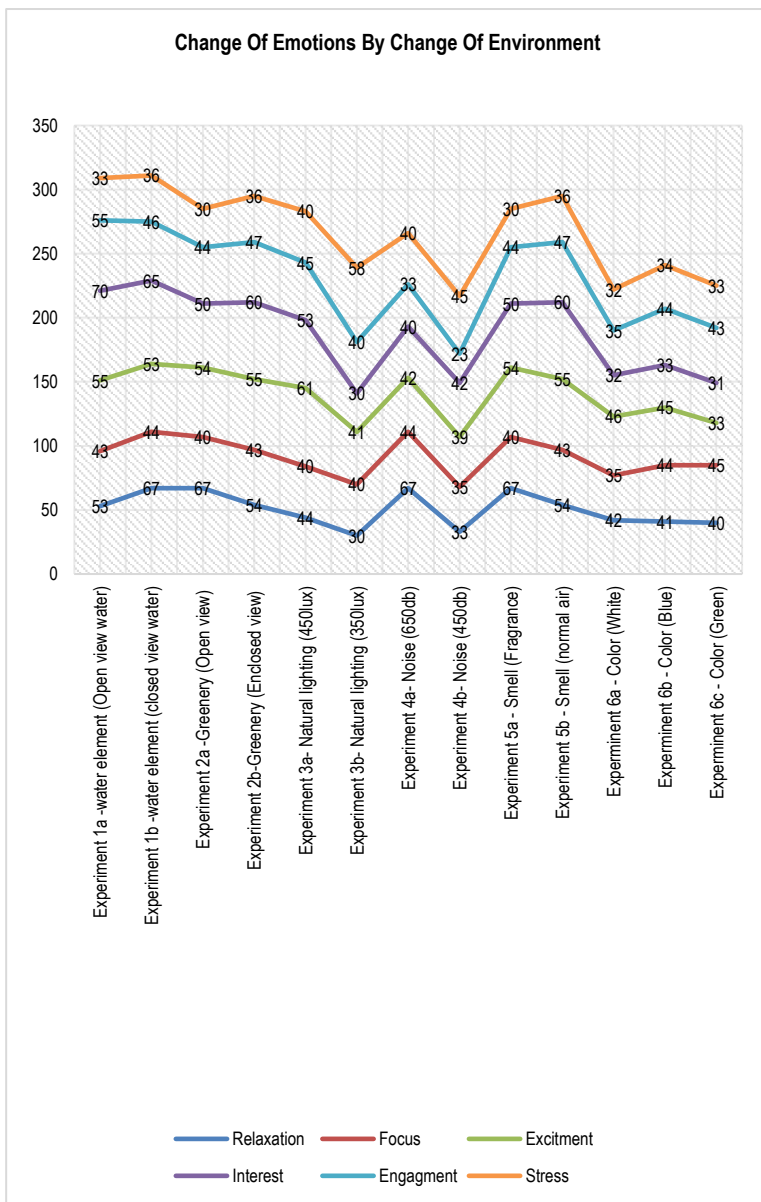 Change Of Emotions By Change Of Environment
350
300
250
200
150
100
50
0
33 36 30 36 40 58 40 45 30 36 32 34 33
55 46 44 47 45 40 33 23 44 47 35 44 43
70 65 50 60 53 30 40 42 50 60 32 33 31
55 53 54 55 61 41 42 39 54 55 46 45 33
43 44 40 43 40 40 44 35 40 43 35 44 45
53 67 67 54 44 30 67 33 67 54 42 41 40
Experiment 1a -water element (Open view water)
Experiment 1b -water element (closed view water)
Experiment 2a -Greenery (Open view)
Experiment 2b-Greenery (Enclosed view)
Experiment 3a- Natural lighting (450lux)
Experiment 3b- Natural lighting (350lux)
Experiment 4a- Noise (650db)
Experiment 4b- Noise (450db)
Experiment 5a - Smell (Fragrance)
Experiment 5b - Smell (normal air)
Experminent 6a - Color (White)
Experminent 6b - Color (Blue)
Experminent 6c - Color (Green)
Relaxation Focus Excitment
Interest Engagment Stress